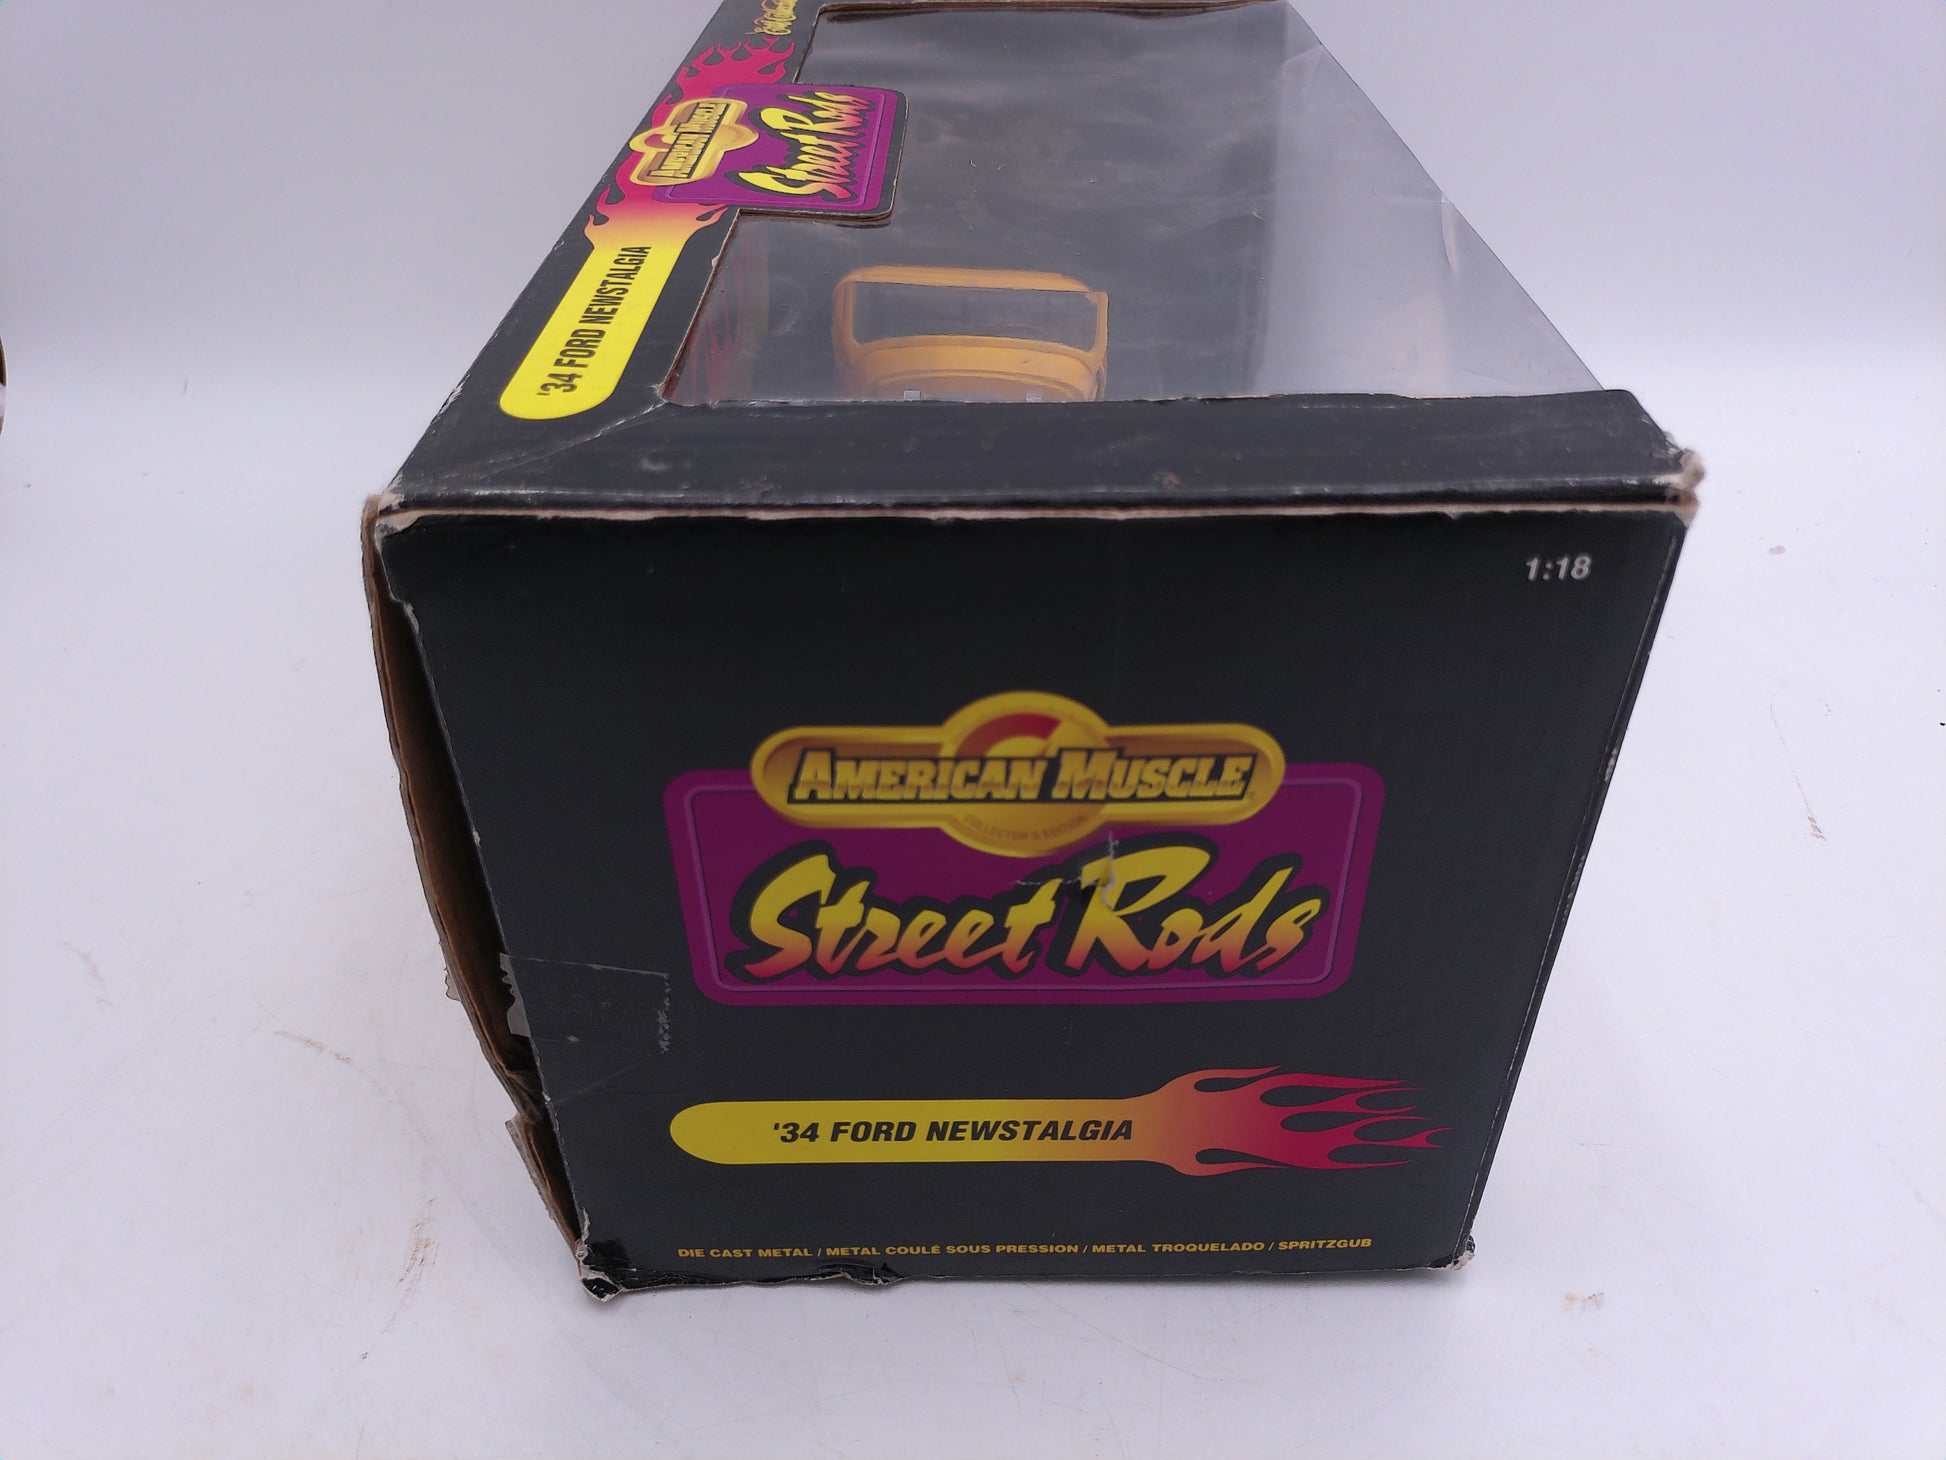 AMERICAN MUSCLE
Street Rods
'34 FORD NEWSTALGIA
1:18
AMERICAN MUSCLE
COLLECTOR'S EDITION
Street Rods
'34 FORD NEWSTALGIA
DIE CAST METAL / METAL COULÉ SOUS PRESSION / METAL TROQUELADO / SPRITZGUB